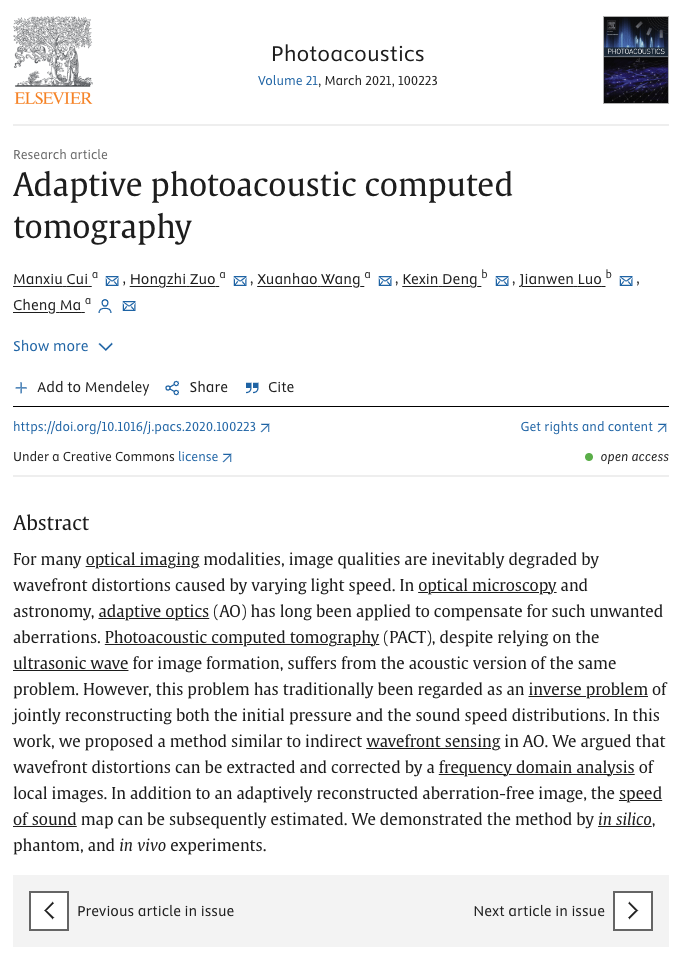 ELSEVIER
Photoacoustics
Volume 21, March 2021, 100223
PHOTOACOUSTICS
Research article
Adaptive photoacoustic computed
tomography
Manxiu Cui a, Hongzhi Zuo a, Xuanhao Wang a, Kexin Deng b, Jianwen Luo b,
Cheng Ma a
Show more
Add to Mendeley Share Cite
https://doi.org/10.1016/j.pacs.2020.100223 Get rights and content
Under a Creative Commons license open access
Abstract
For many optical imaging modalities, image qualities are inevitably degraded by
wavefront distortions caused by varying light speed. In optical microscopy and
astronomy, adaptive optics (AO) has long been applied to compensate for such unwanted
aberrations. Photoacoustic computed tomography (PACT), despite relying on the
ultrasonic wave for image formation, suffers from the acoustic version of the same
problem. However, this problem has traditionally been regarded as an inverse problem of
jointly reconstructing both the initial pressure and the sound speed distributions. In this
work, we proposed a method similar to indirect wavefront sensing in AO. We argued that
wavefront distortions can be extracted and corrected by a frequency domain analysis of
local images. In addition to an adaptively reconstructed aberration-free image, the speed
of sound map can be subsequently estimated. We demonstrated the method by in silico,
phantom, and in vivo experiments.
Previous article in issue Next article in issue